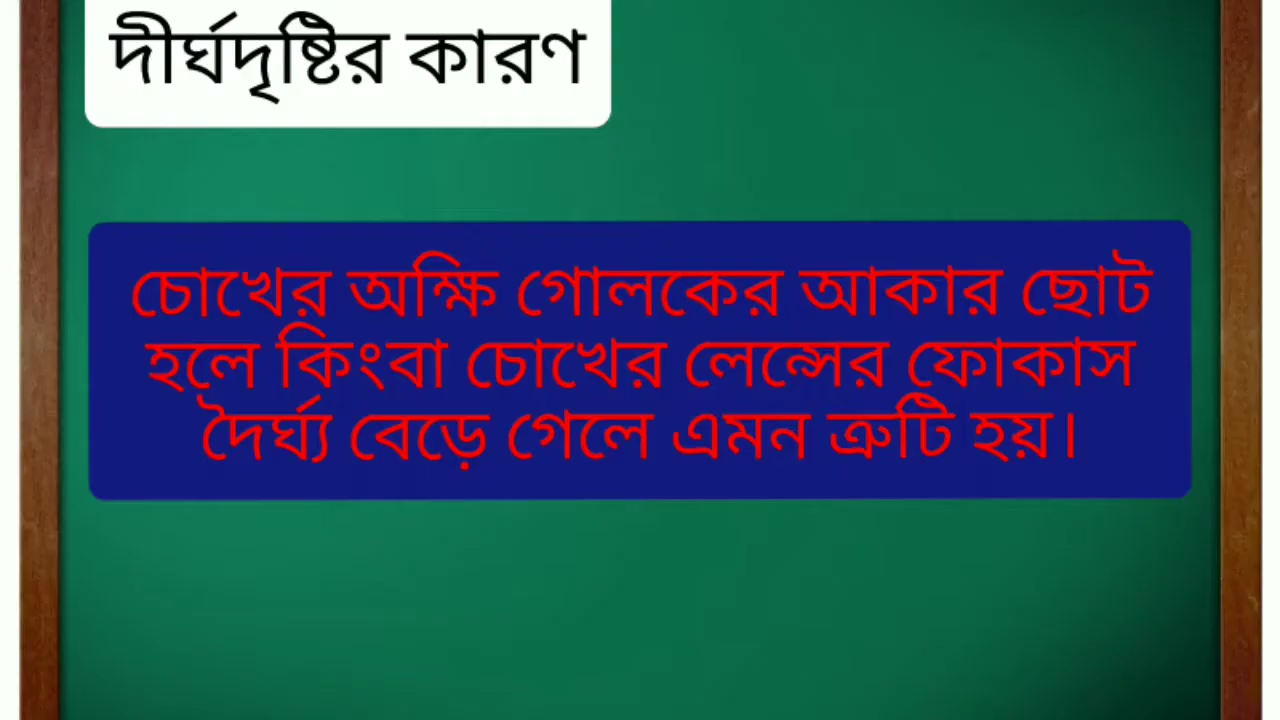 দীর্ঘদৃষ্টির কারণ
চোখের অক্ষি গোলকের আকার ছোট
হলে কিংবা চোখের লেন্সের ফোকাস
দৈর্ঘ্য বেড়ে গেলে এমন ত্রুটি হয়।